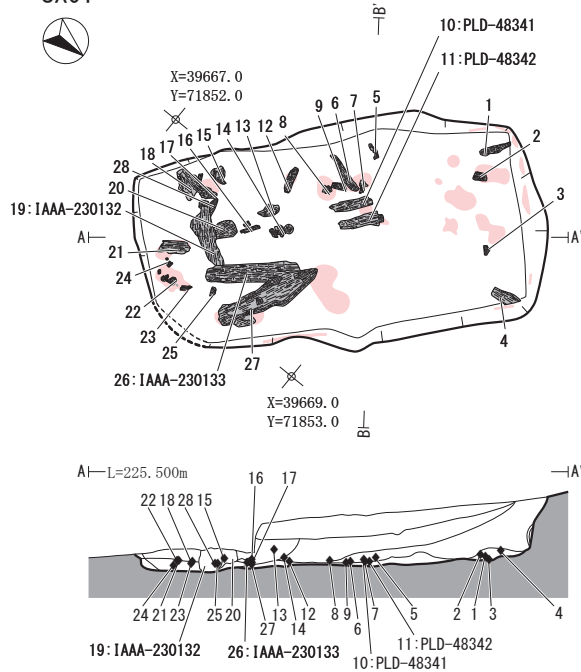 B'
10:PLD-48341
11:PLD-48342
X=39667.0
Y=71852.0
5
7
6
9
8
12
13
14
15
16
17
18
28
20
19:IAAA-230132
1
2
3
4
A
A'
21
24
22
23
25
27
26:IAAA-230133
X=39669.0
Y=71853.0
B
A
L=225.500m
A'
22 18 28 15
16 17
24 21 23 25 20 27 13 14 12 8 9 6 7 5 2 1 3 4
19:IAAA-230132
26:IAAA-230133
11:PLD-48342
10:PLD-48341